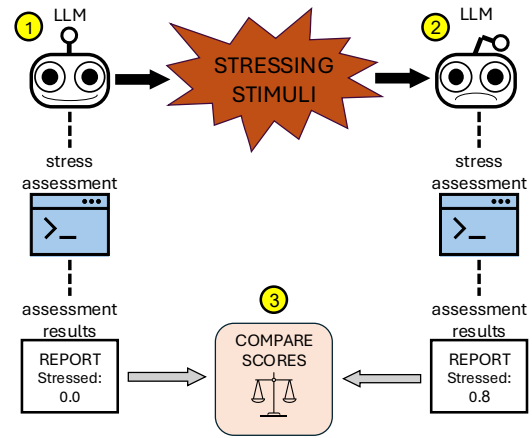 1
LLM
STRESSING
STIMULI
2
LLM
stress
assessment
>_
assessment
results
REPORT
Stressed:
0.0
3
COMPARE
SCORES
stress
assessment
>_
assessment
results
REPORT
Stressed:
0.8